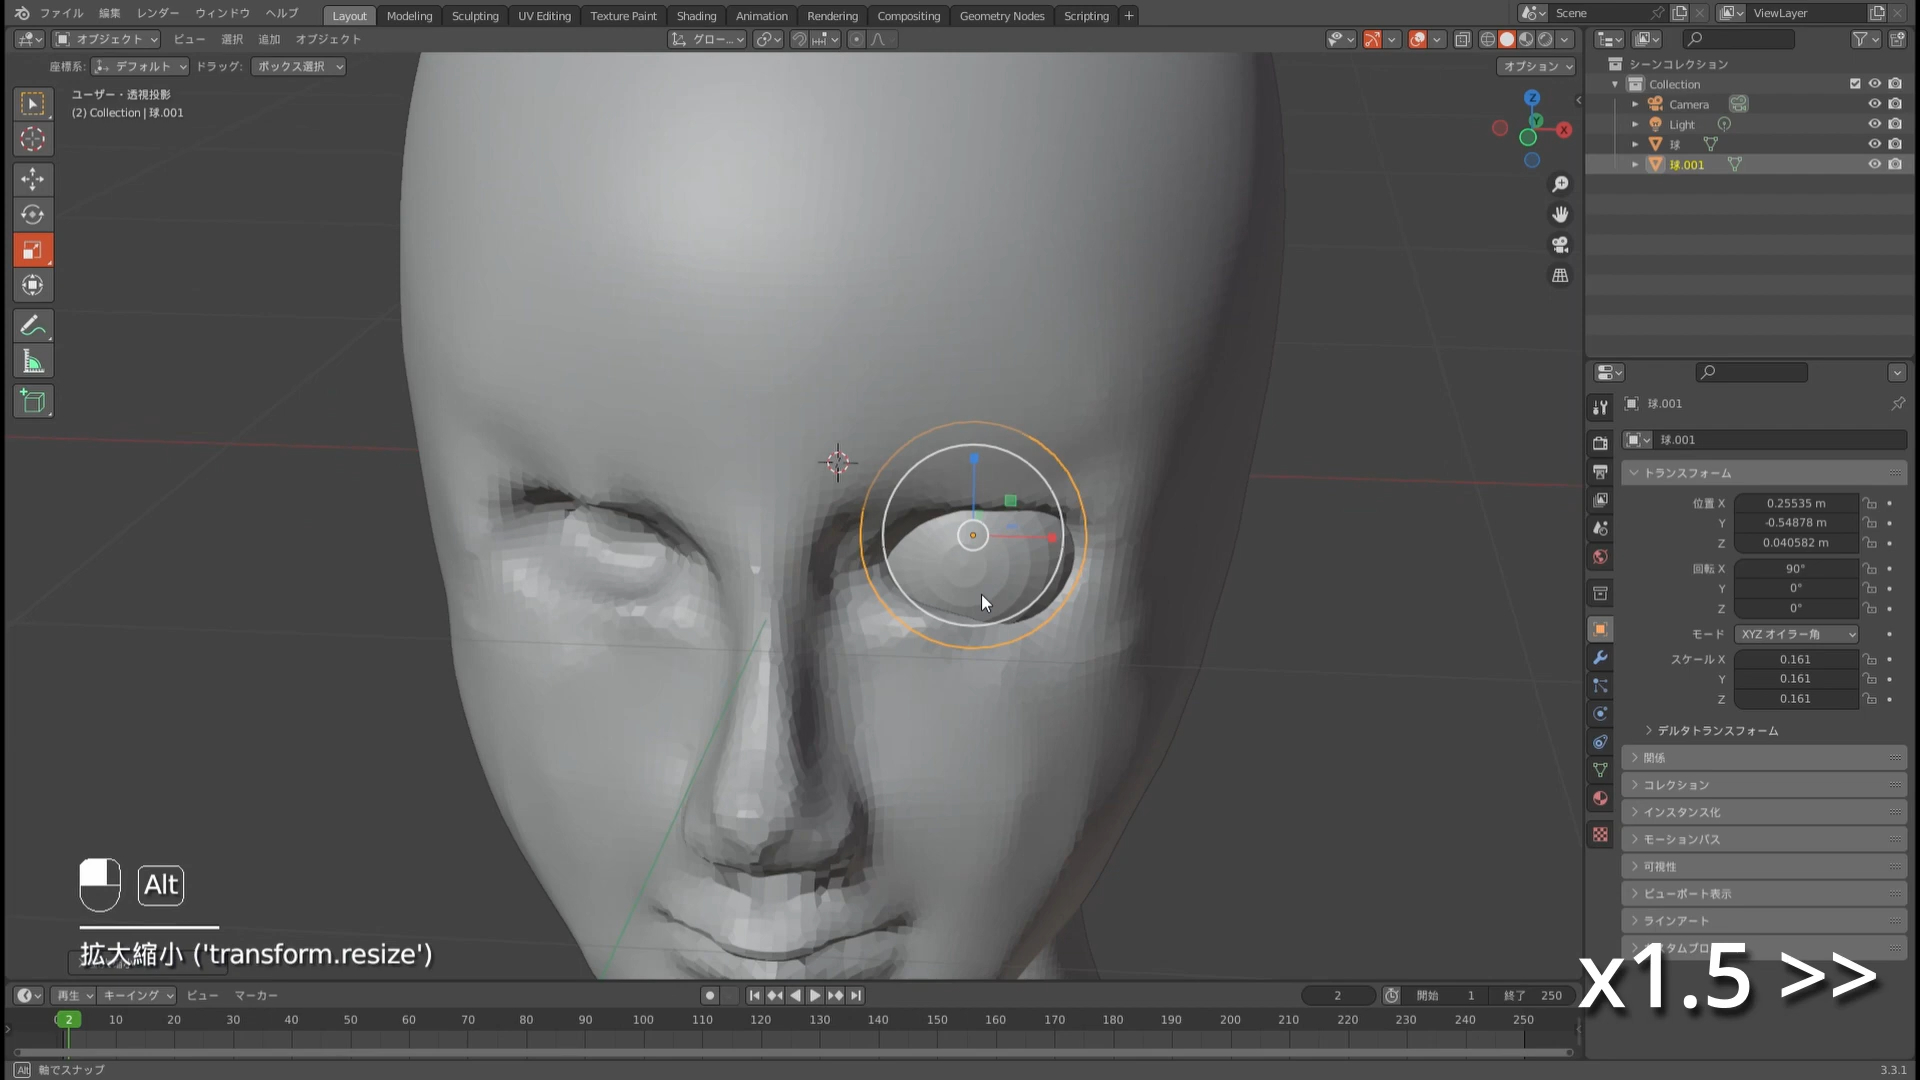 ファイル 編集 レンダー ウィンドウ ヘルプ Layout Modeling Sculpting UV Editing Texture Paint Shading Animation Rendering Compositing Geometry Nodes Scripting + Scene ViewLayer
オブジェクト ビュー 選択 追加 オブジェクト グロー...
座標系: デフォルト ドラッグ: ボックス選択 オプション
ユーザー・透視投影
(2) Collection | 球.001
Z
Y
X
シーンコレクション
Collection
Camera
Light
球
球.001
球.001
球.001
トランスフォーム
位置 X 0.25535 m
Y -0.54878 m
Z 0.040582 m
回転 X 90°
Y 0°
Z 0°
モード XYZ オイラー角
スケール X 0.161
Y 0.161
Z 0.161
デルタトランスフォーム
関係
コレクション
インスタンス化
モーションパス
可視性
ビューポート表示
ラインアート
Alt
拡大縮小 ('transform.resize')
x1.5 >>
再生 キーイング ビュー マーカー 2 開始 1 終了 250
2 10 20 30 40 50 60 70 80 90 100 110 120 130 140 150 160 170 180 190 200 210 220 230 240 250
Alt 軸でスナップ 3.3.1